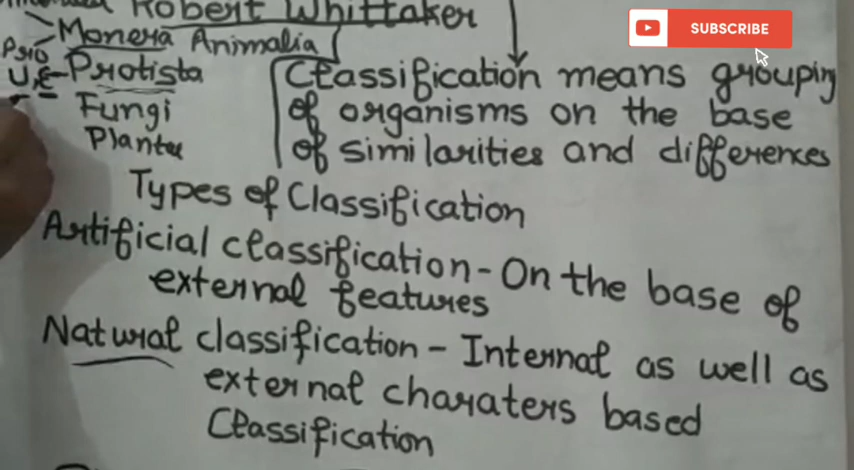 Robert Whittaker
Monera Animalia
Pro
U.E Protista
Fungi
Plantee
Classification means grouping
of organisms on the base
of similarities and differences
Types of Classification
Artificial classification - On the base of
external features
Natural classification - Internal as well as
external charaters based
Classification
SUBSCRIBE